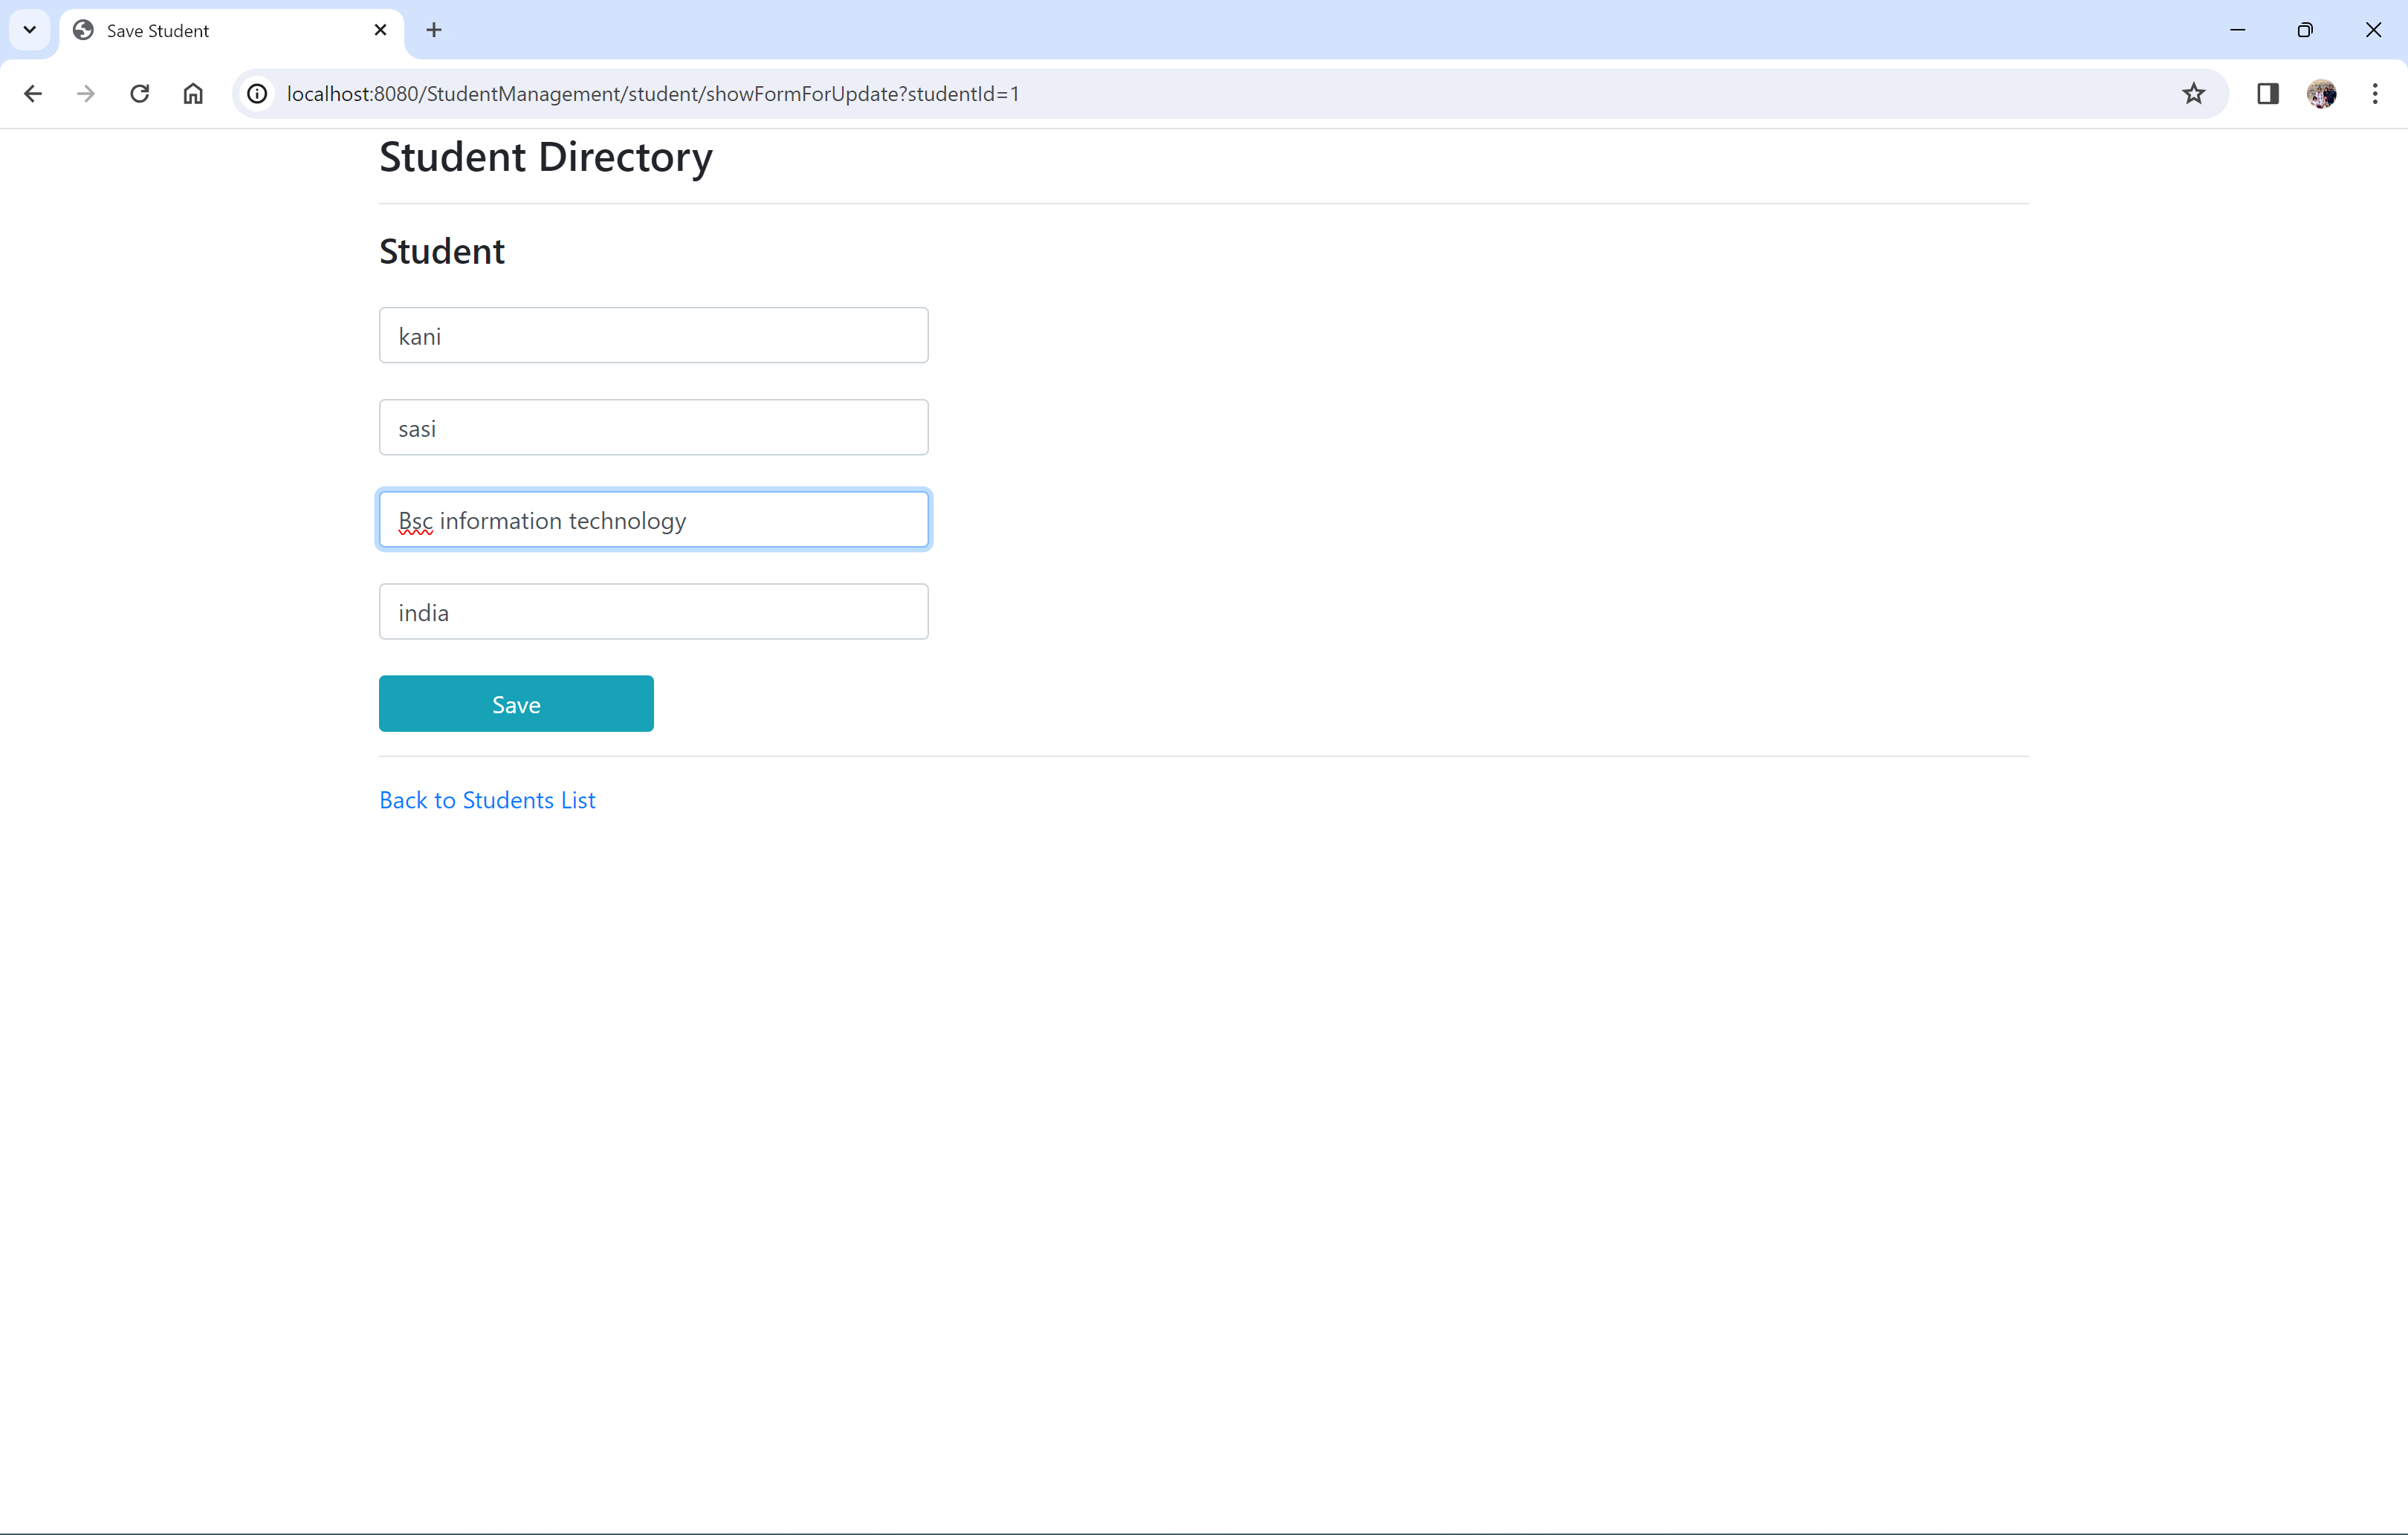 Save Student
localhost:8080/StudentManagement/student/showFormForUpdate?studentId=1
Student Directory
Student
kani
sasi
Bsc information technology
india
Save
Back to Students List